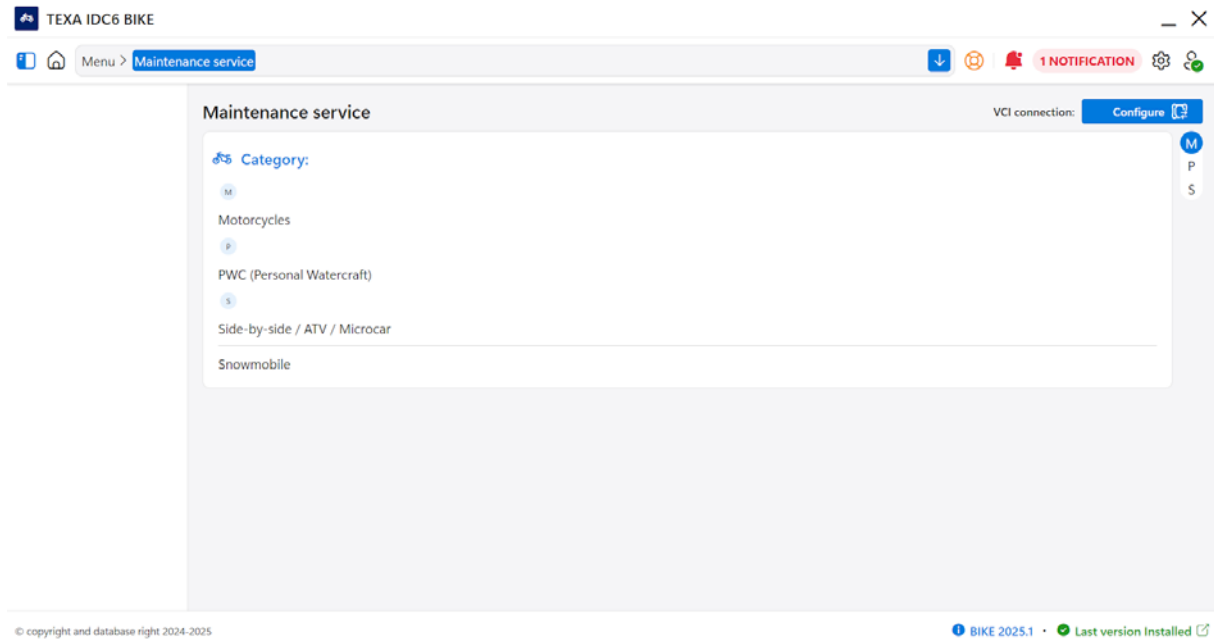 TEXA IDC6 BIKE
Menu > Maintenance service
1 NOTIFICATION
Maintenance service
VCI connection: Configure
Category:
M
Motorcycles
P
PWC (Personal Watercraft)
S
Side-by-side / ATV / Microcar
Snowmobile
M
P
S
© copyright and database right 2024-2025
BIKE 2025.1 · Last version Installed